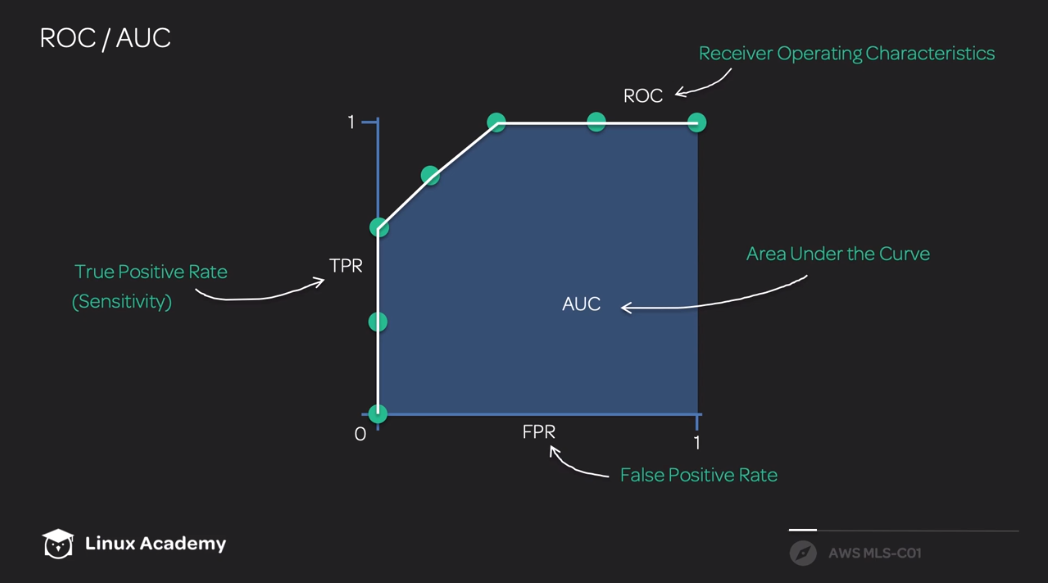 ROC / AUC
Receiver Operating Characteristics
ROC
1
True Positive Rate
(Sensitivity)
TPR
Area Under the Curve
AUC
0
FPR
1
False Positive Rate
Linux Academy
AWS MLS-C01